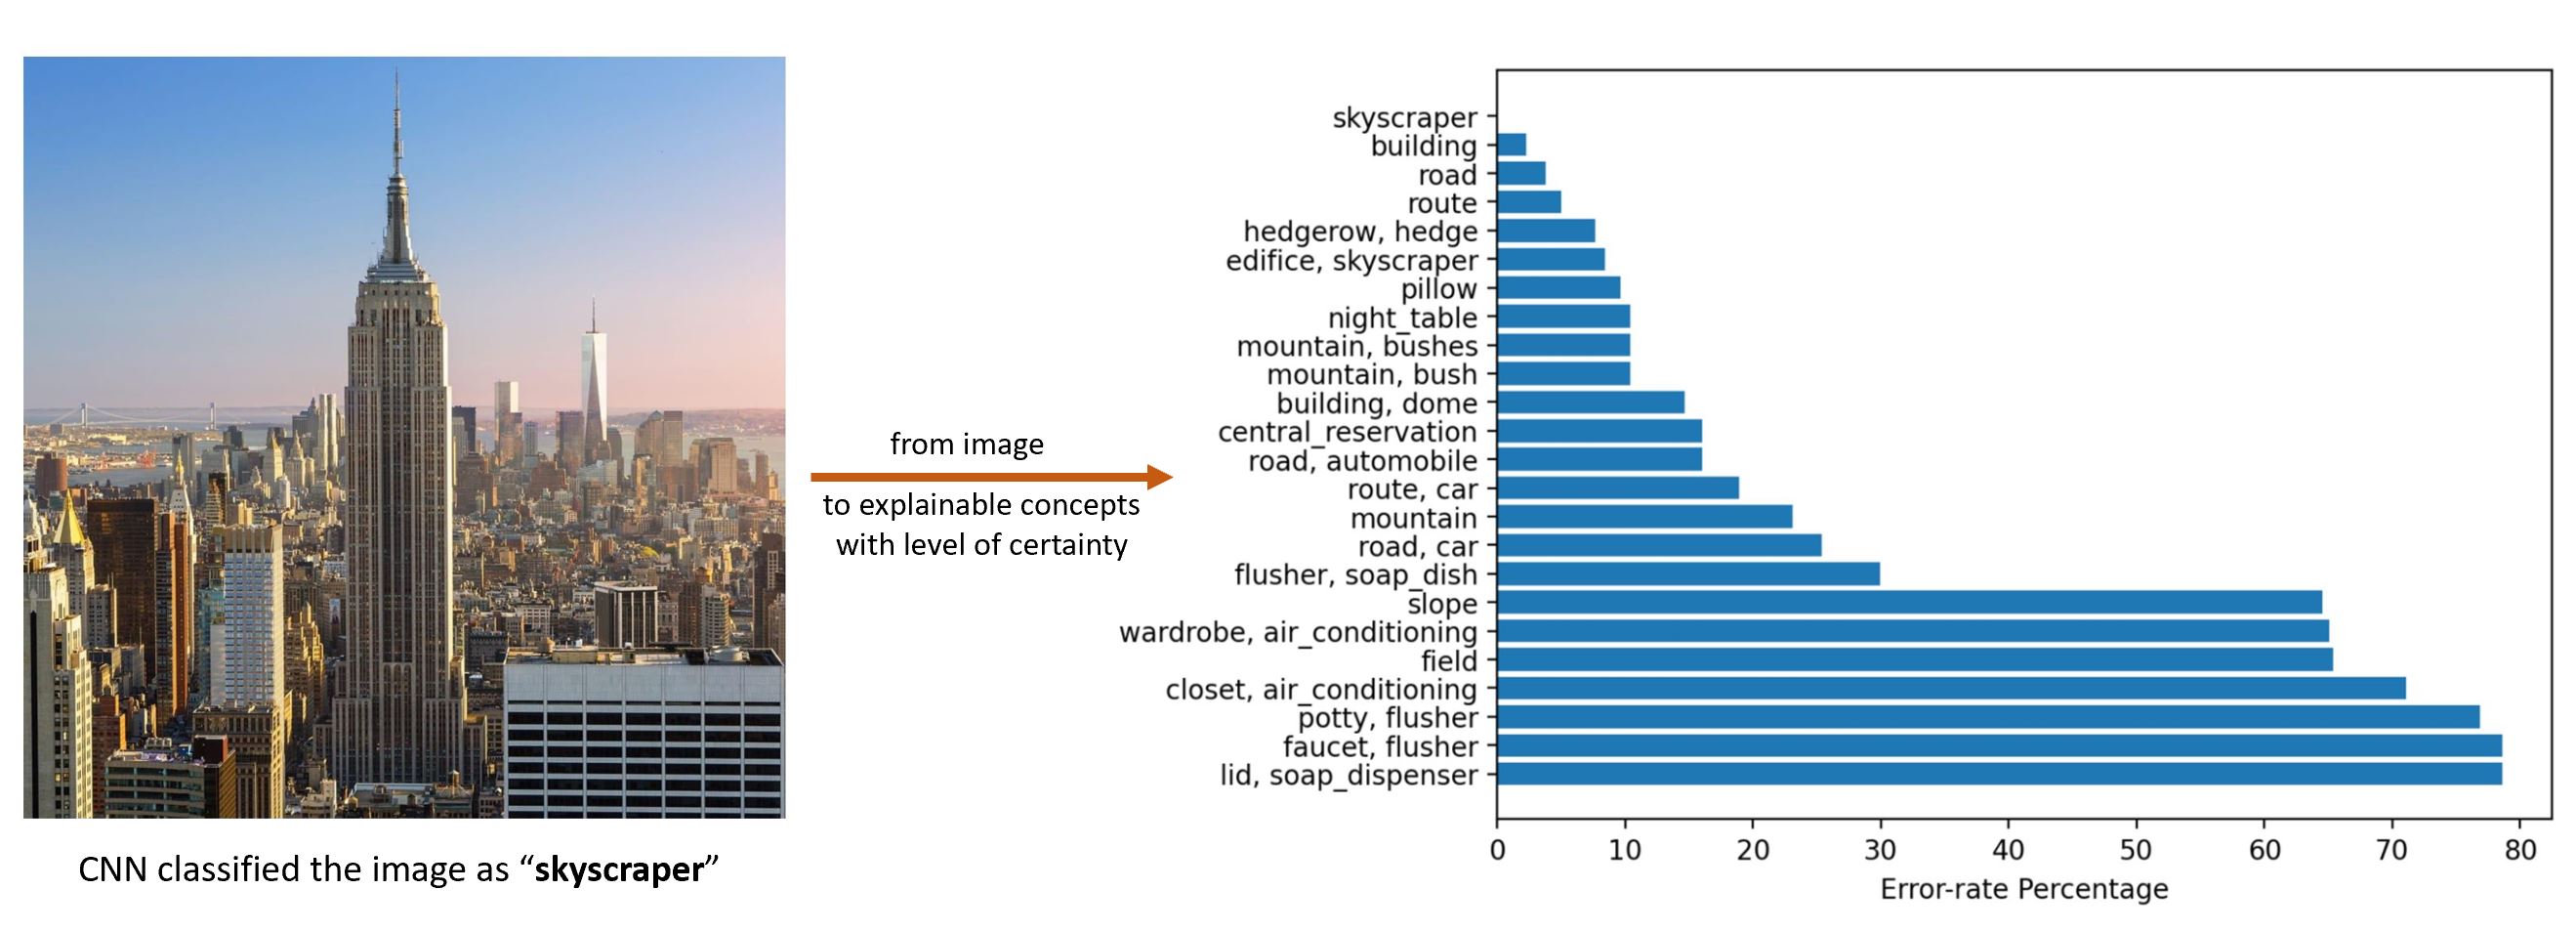 CNN classified the image as “skyscraper”
from image
to explainable concepts
with level of certainty
skyscraper
building
road
route
hedgerow, hedge
edifice, skyscraper
pillow
night_table
mountain, bushes
mountain, bush
building, dome
central_reservation
road, automobile
route, car
mountain
road, car
flusher, soap_dish
slope
wardrobe, air_conditioning
field
closet, air_conditioning
potty, flusher
faucet, flusher
lid, soap_dispenser
0 10 20 30 40 50 60 70 80
Error-rate Percentage